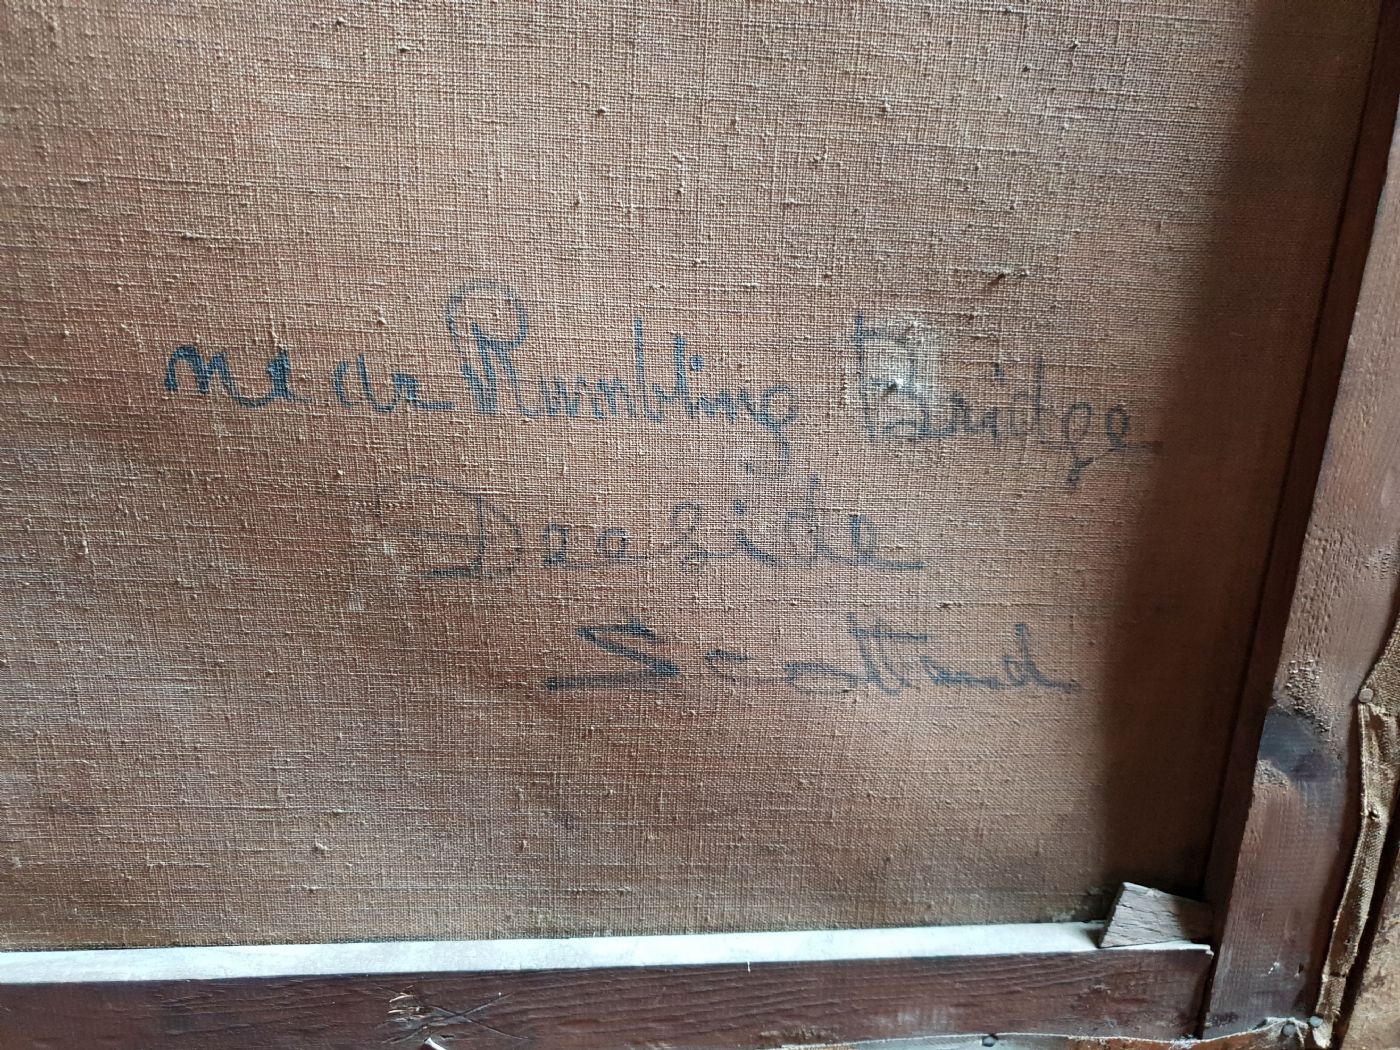 near Rumbling Bridge
Deeside
Scotland